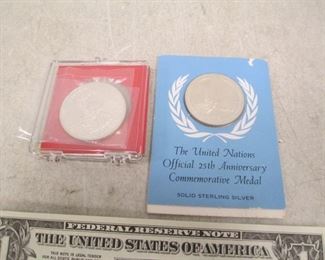 The United Nations
Official 25th Anniversary
Commemorative Medal
SOLID STERLING SILVER
FEDERAL RESERVE NOTE
THE UNITED STATES OF AMERICA